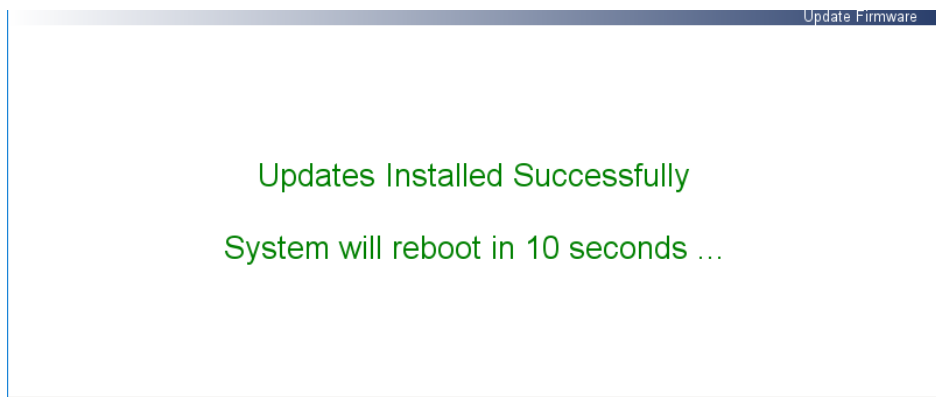 Update Firmware
Updates Installed Successfully
System will reboot in 10 seconds ...